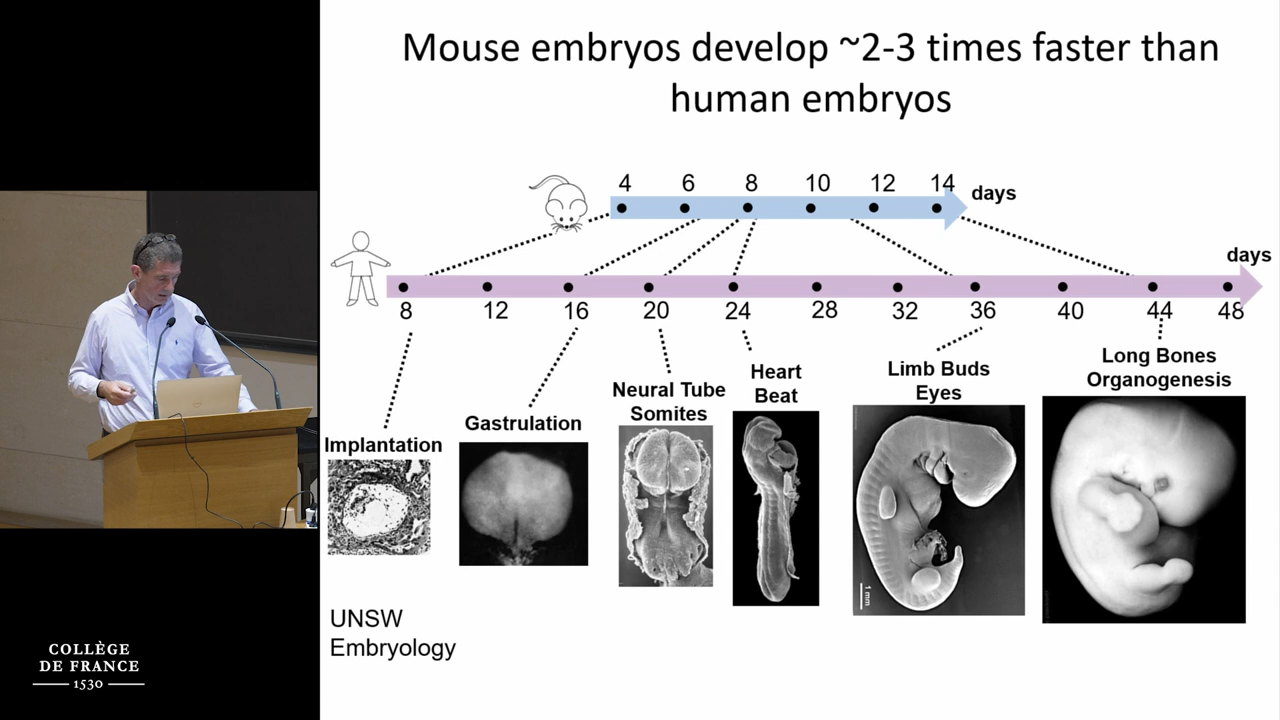 Mouse embryos develop ~2-3 times faster than
human embryos
4 6 8 10 12 14 days
days
8 12 16 20 24 28 32 36 40 44 48
Implantation
Gastrulation
Neural Tube
Somites
Heart
Beat
Limb Buds
Eyes
Long Bones
Organogenesis
1 mm
UNSW
Embryology
COLLÈGE
DE FRANCE
1530